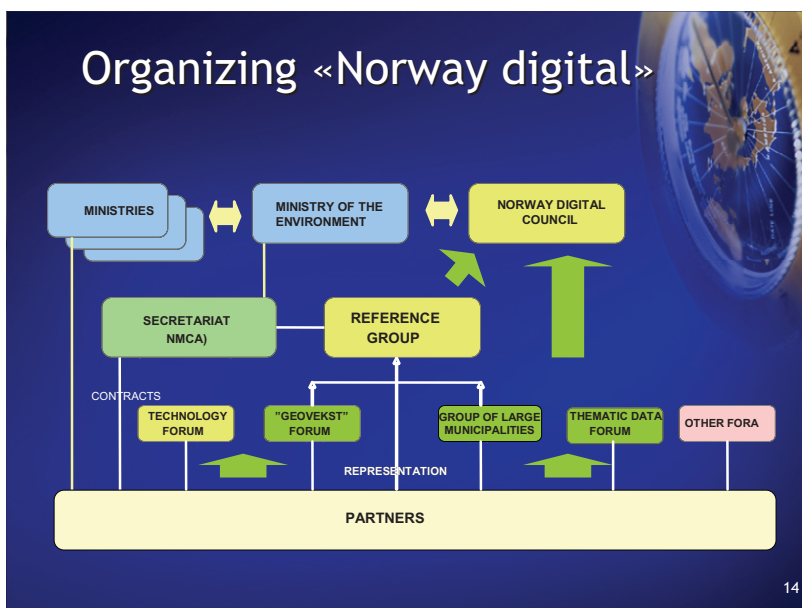 Organizing «Norway digital»
MINISTRIES
MINISTRY OF THE
ENVIRONMENT
NORWAY DIGITAL
COUNCIL
SECRETARIAT
NMCA)
REFERENCE
GROUP
CONTRACTS
TECHNOLOGY
FORUM
"GEOVEKST"
FORUM
GROUP OF LARGE
MUNICIPALITIES
THEMATIC DATA
FORUM
OTHER FORA
REPRESENTATION
PARTNERS
14